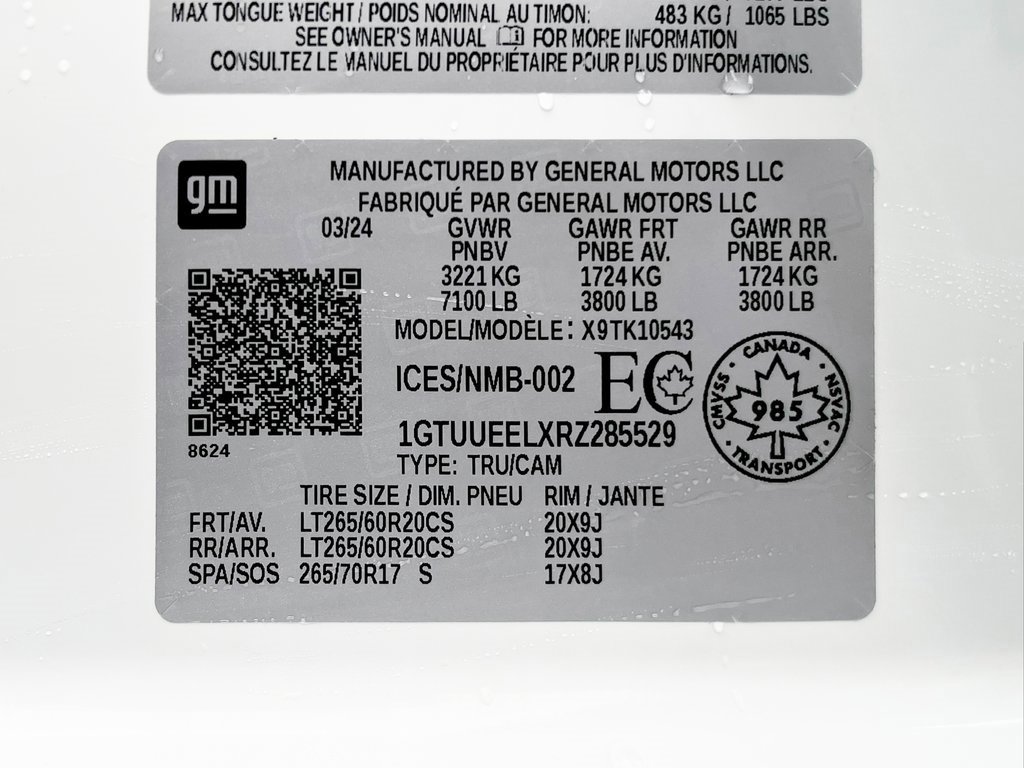 MAX TONGUE WEIGHT / POIDS NOMINAL AU TIMON: 483 KG / 1065 LBS
SEE OWNER'S MANUAL FOR MORE INFORMATION
CONSULTEZ LE MANUEL DU PROPRIÉTAIRE POUR PLUS D'INFORMATIONS.
gm
MANUFACTURED BY GENERAL MOTORS LLC
FABRIQUÉ PAR GENERAL MOTORS LLC
03/24 GVWR GAWR FRT GAWR RR
PNBV PNBE AV. PNBE ARR.
3221 KG 1724 KG 1724 KG
7100 LB 3800 LB 3800 LB
MODEL/MODÈLE: X9TK10543
ICES/NMB-002 EC
CANADA
CMVSS 985 NSVAC
TRANSPORT
1GTUUEELXRZ285529
8624
TYPE: TRU/CAM
TIRE SIZE / DIM. PNEU RIM / JANTE
FRT/AV. LT265/60R20CS 20X9J
RR/ARR. LT265/60R20CS 20X9J
SPA/SOS 265/70R17 S 17X8J